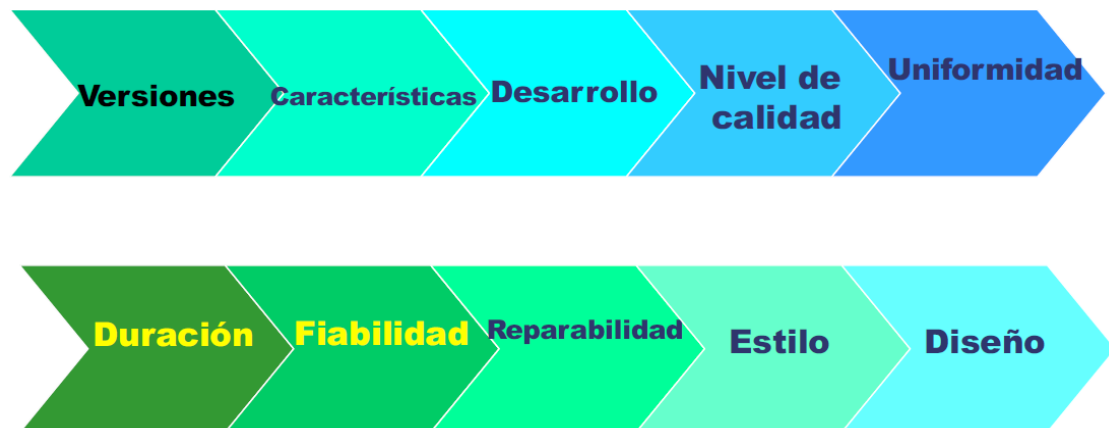 Versiones
Características
Desarrollo
Nivel de
calidad
Uniformidad
Duración
Fiabilidad
Reparabilidad
Estilo
Diseño